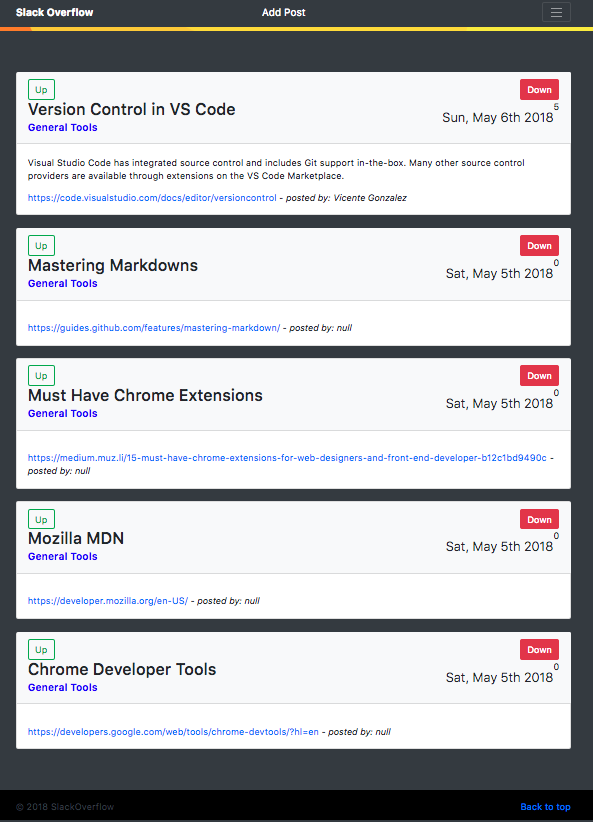 Slack Overflow Add Post
Up Down
5
Version Control in VS Code
Sun, May 6th 2018
General Tools
Visual Studio Code has integrated source control and includes Git support in-the-box. Many other source control
providers are available through extensions on the VS Code Marketplace.
https://code.visualstudio.com/docs/editor/versioncontrol - posted by: Vicente Gonzalez
Up Down
0
Mastering Markdowns
Sat, May 5th 2018
General Tools
https://guides.github.com/features/mastering-markdown/ - posted by: null
Up Down
0
Must Have Chrome Extensions
Sat, May 5th 2018
General Tools
https://medium.muz.li/15-must-have-chrome-extensions-for-web-designers-and-front-end-developer-b12c1bd9490c -
posted by: null
Up Down
0
Mozilla MDN
Sat, May 5th 2018
General Tools
https://developer.mozilla.org/en-US/ - posted by: null
Up Down
0
Chrome Developer Tools
Sat, May 5th 2018
General Tools
https://developers.google.com/web/tools/chrome-devtools/?hl=en - posted by: null
© 2018 SlackOverflow Back to top